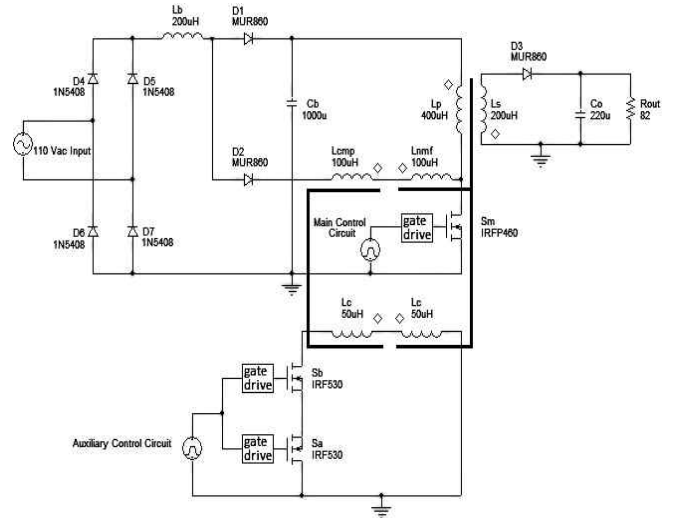 Lb
200uH
D1
MUR860
D3
MUR860
D4
1N5408
D5
1N5408
Cb
1000u
Lp
400uH
Ls
200uH
Co
220u
Rout
82
110 Vac Input
D2
MUR860
Lcmp
100uH
Lnmf
100uH
D6
1N5408
D7
1N5408
Main Control
Circuit
gate
drive
Sm
IRFP460
Lc
50uH
Lc
50uH
gate
drive
Sb
IRF530
Auxiliary Control Circuit
gate
drive
Sa
IRF530